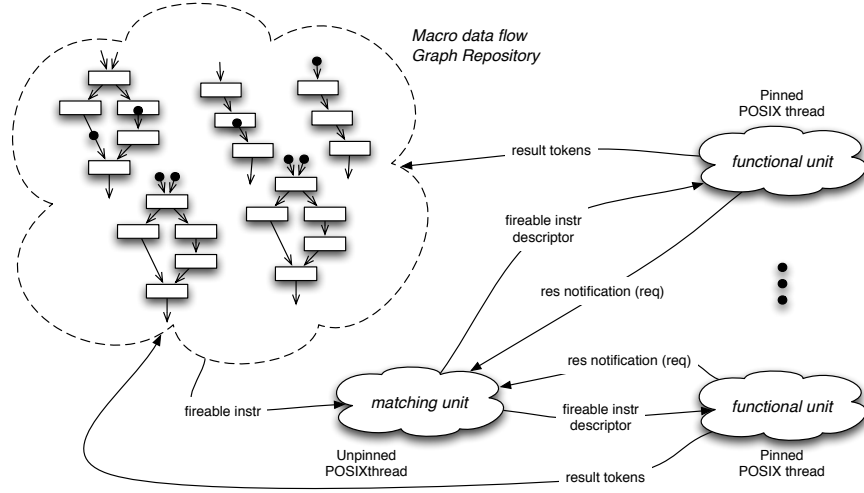 Macro data flow
Graph Repository
Pinned
POSIX thread
result tokens
functional unit
fireable instr
descriptor
res notification (req)
res notification (req)
matching unit
fireable instr
fireable instr
descriptor
functional unit
Unpinned
POSIXthread
Pinned
POSIX thread
result tokens